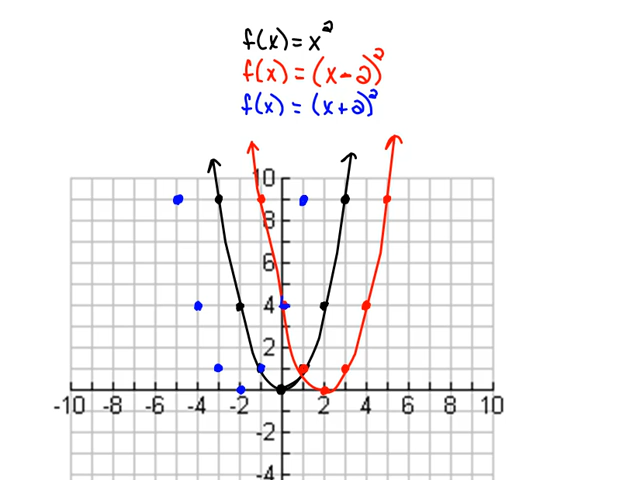 f(x) = x²
f(x) = (x-2)²
f(x) = (x+2)²
10
8
6
4
2
-10 -8 -6 -4 -2 2 4 6 8 10
-2
-4